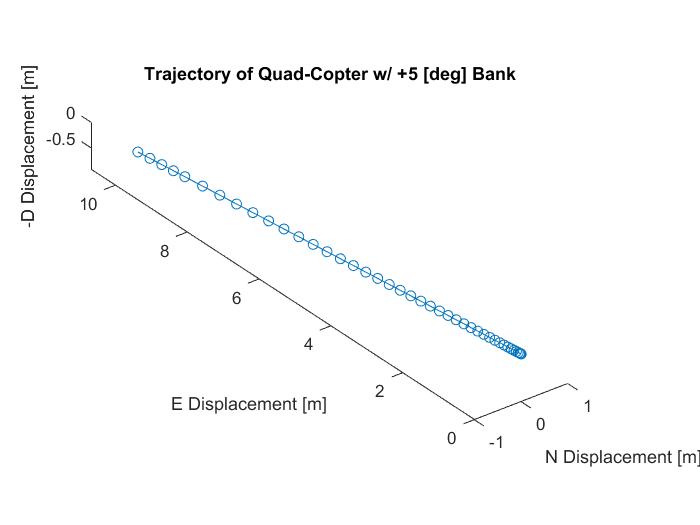 Trajectory of Quad-Copter w/ +5 [deg] Bank
-D Displacement [m]
0
-0.5
10
8
6
4
2
0
E Displacement [m]
-1
0
1
N Displacement [m]